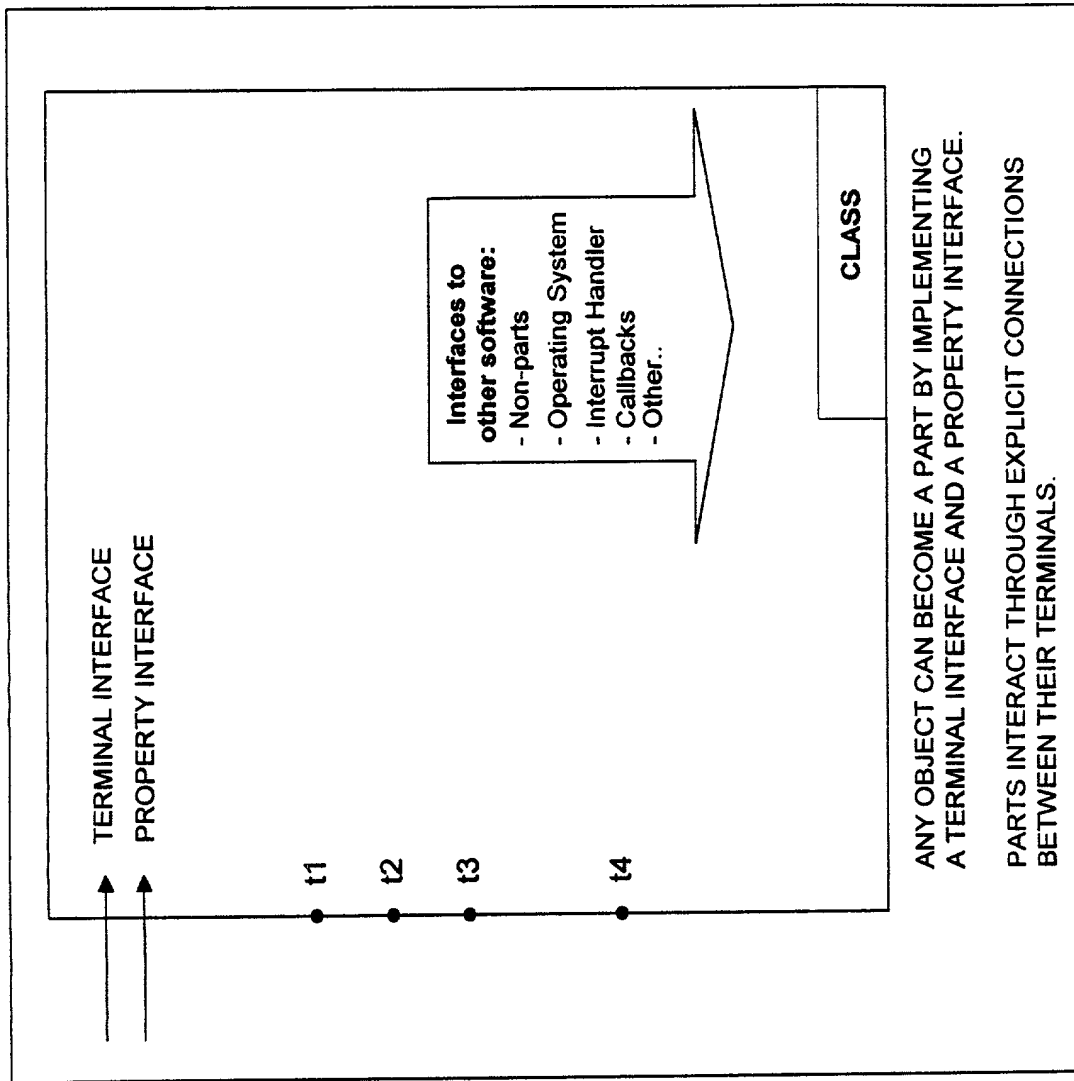 TERMINAL INTERFACE
PROPERTY INTERFACE
t1
t2
t3
t4
Interfaces to
other software:
- Non-parts
- Operating System
- Interrupt Handler
- Callbacks
- Other..
CLASS
ANY OBJECT CAN BECOME A PART BY IMPLEMENTING
A TERMINAL INTERFACE AND A PROPERTY INTERFACE.
PARTS INTERACT THROUGH EXPLICIT CONNECTIONS
BETWEEN THEIR TERMINALS.